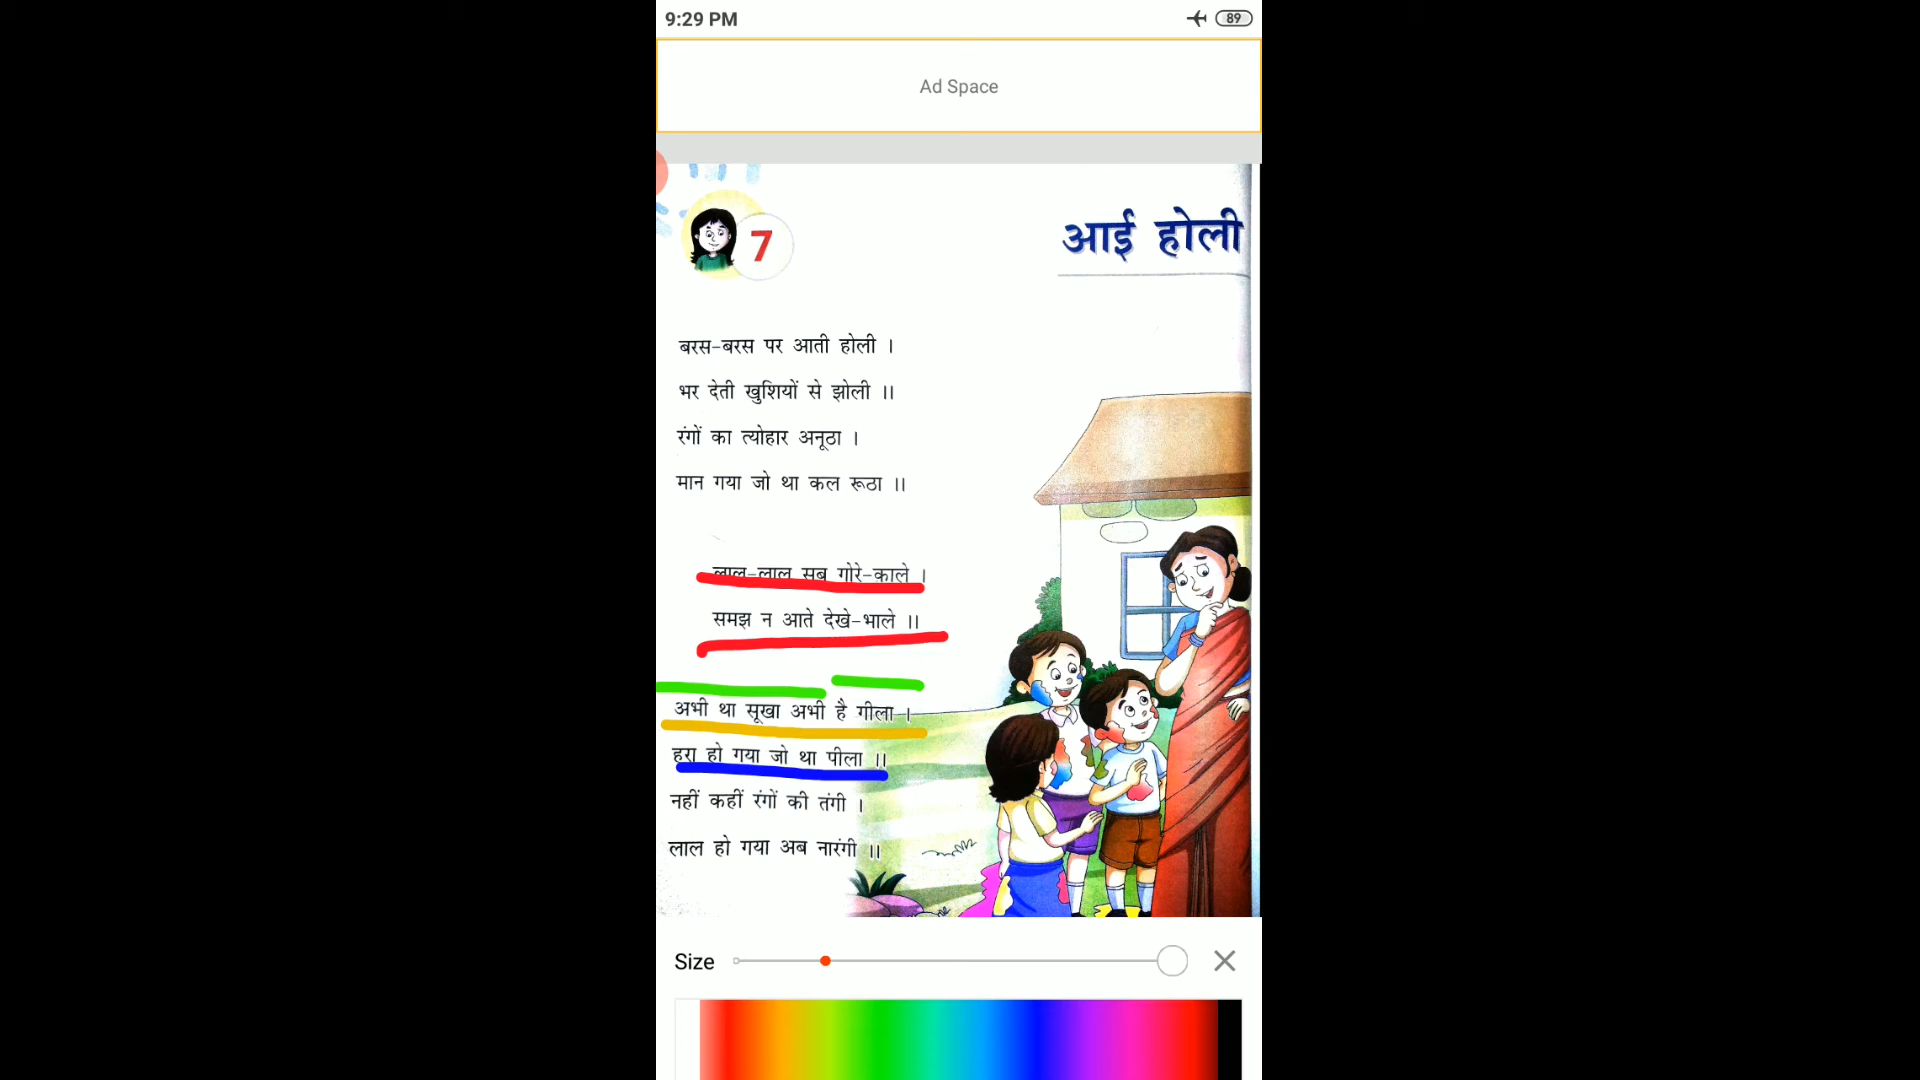 9:29 PM
89
Ad Space
7
आई होली
बरस-बरस पर आती होली ।
भर देती खुशियों से झोली ।।
रंगों का त्योहार अनूठा ।
मान गया जो था कल रूठा ।।
लाल-लाल सब गोरे-काले ।
समझ न आते देखे-भाले ।।
अभी था सूखा अभी है गीला ।
हरा हो गया जो था पीला ।।
नहीं कहीं रंगों की तंगी ।
लाल हो गया अब नारंगी ।।
Size